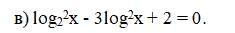 в) log₂²x - 3log²x + 2 = 0.